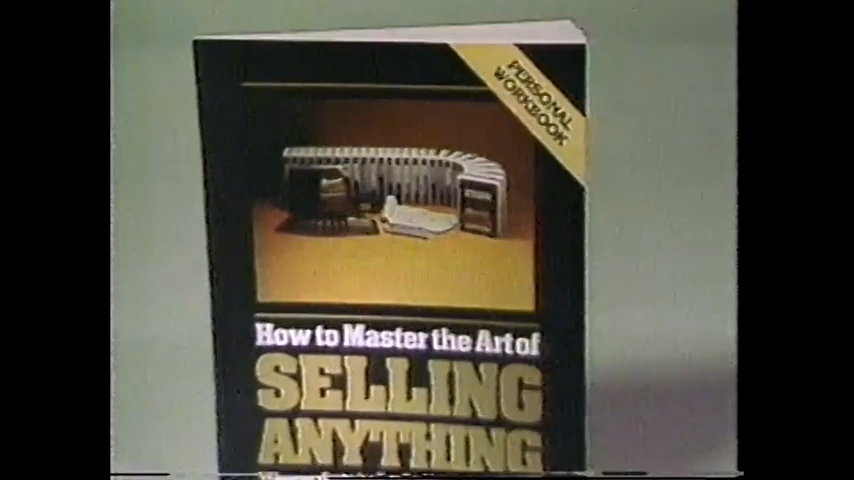 PERSONAL
WORKBOOK
How to Master the Art of
SELLING
ANYTHING